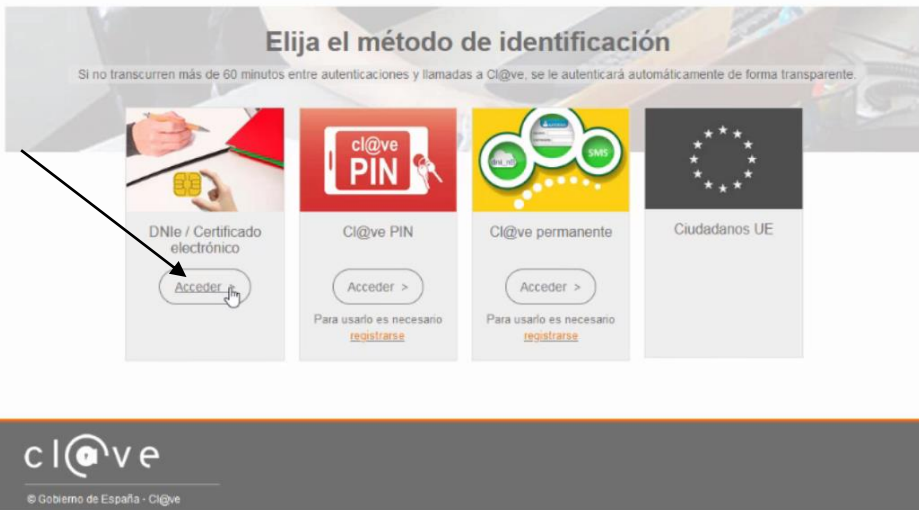 Elija el método de identificación
Si no transcurren más de 60 minutos entre autenticaciones y llamadas a Cl@ve, se le autenticará automáticamente de forma transparente.
cl@ve
PIN
SMS
DNIe / Certificado
electrónico
Acceder >
Cl@ve PIN
Acceder >
Para usarlo es necesario
registrarse
Cl@ve permanente
Acceder >
Para usarlo es necesario
registrarse
Ciudadanos UE
cl@ve
© Gobierno de España - Cl@ve